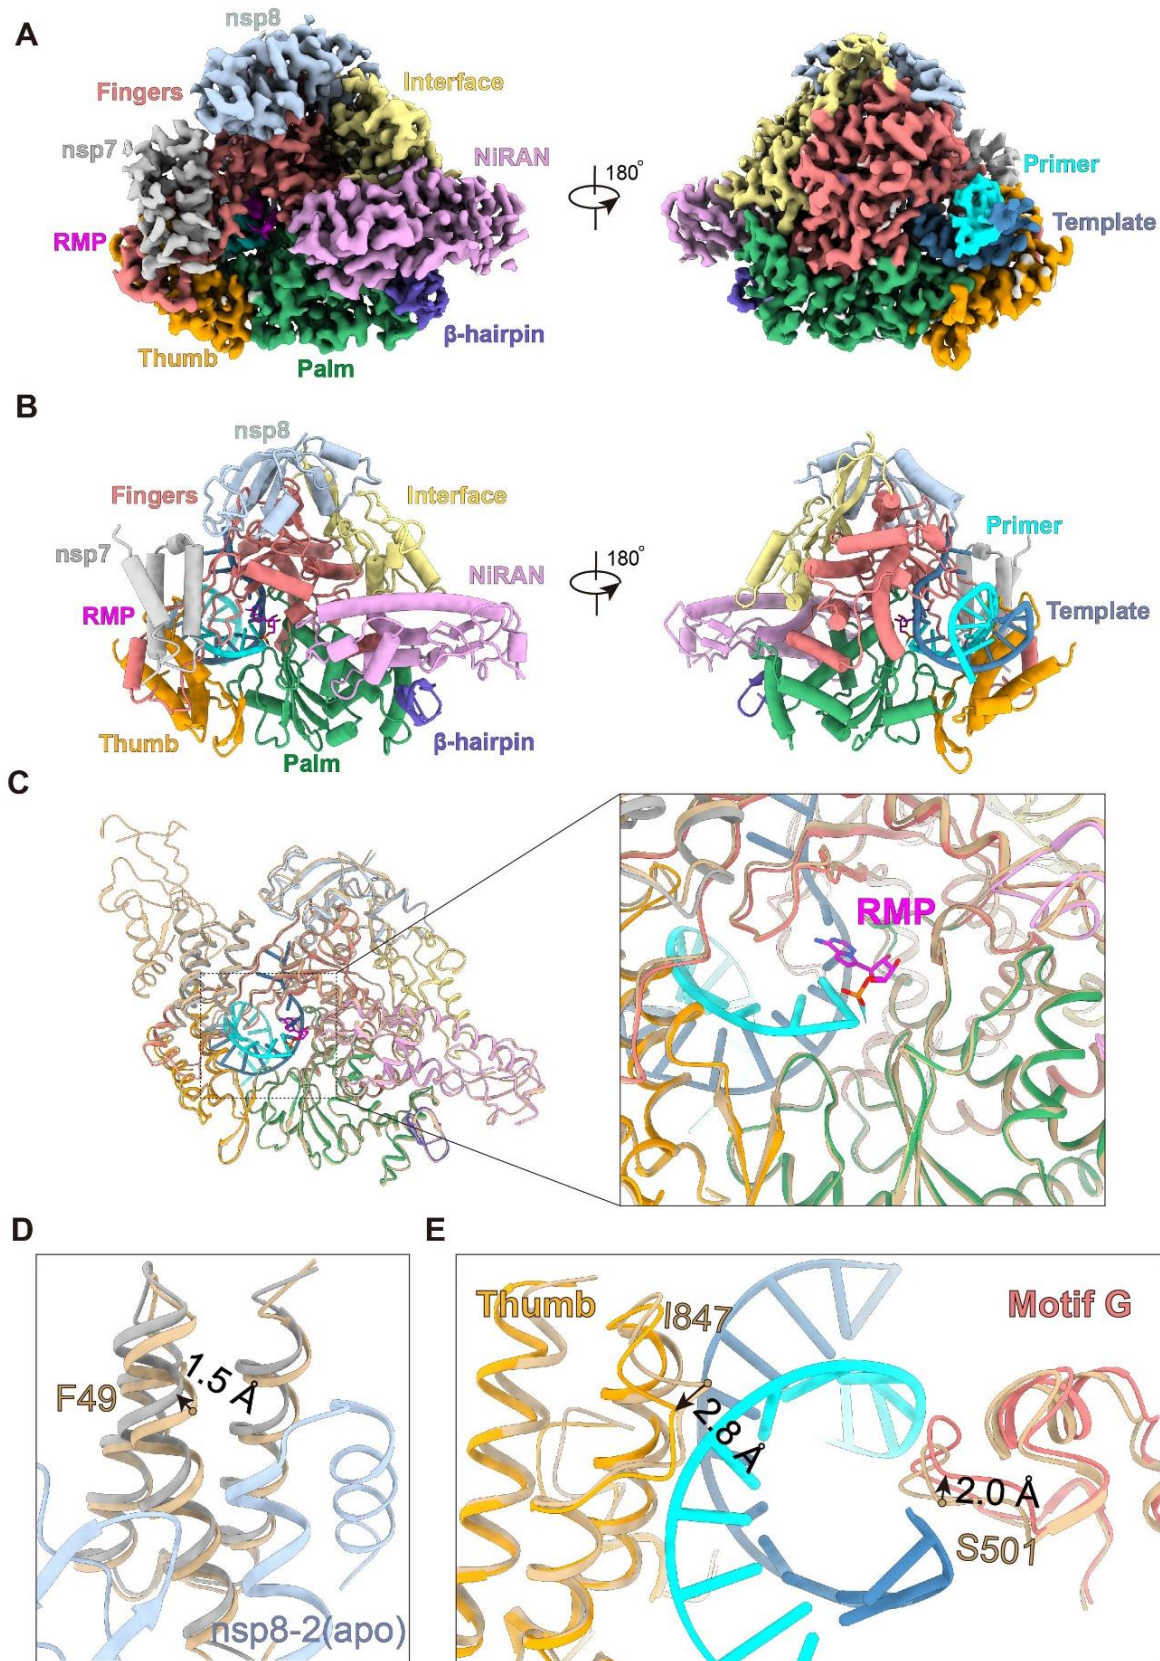 A
nsp8
Fingers
Interface
nsp7
NiRAN
RMP
Thumb
Palm
β-hairpin
180°
Primer
Template
B
nsp8
Fingers
Interface
nsp7
NiRAN
RMP
Thumb
Palm
β-hairpin
180°
Primer
Template
C
RMP
D
F49
1.5 Å
nsp8-2(apo)
E
Thumb
I847
Motif G
2.8 Å
2.0 Å
S501